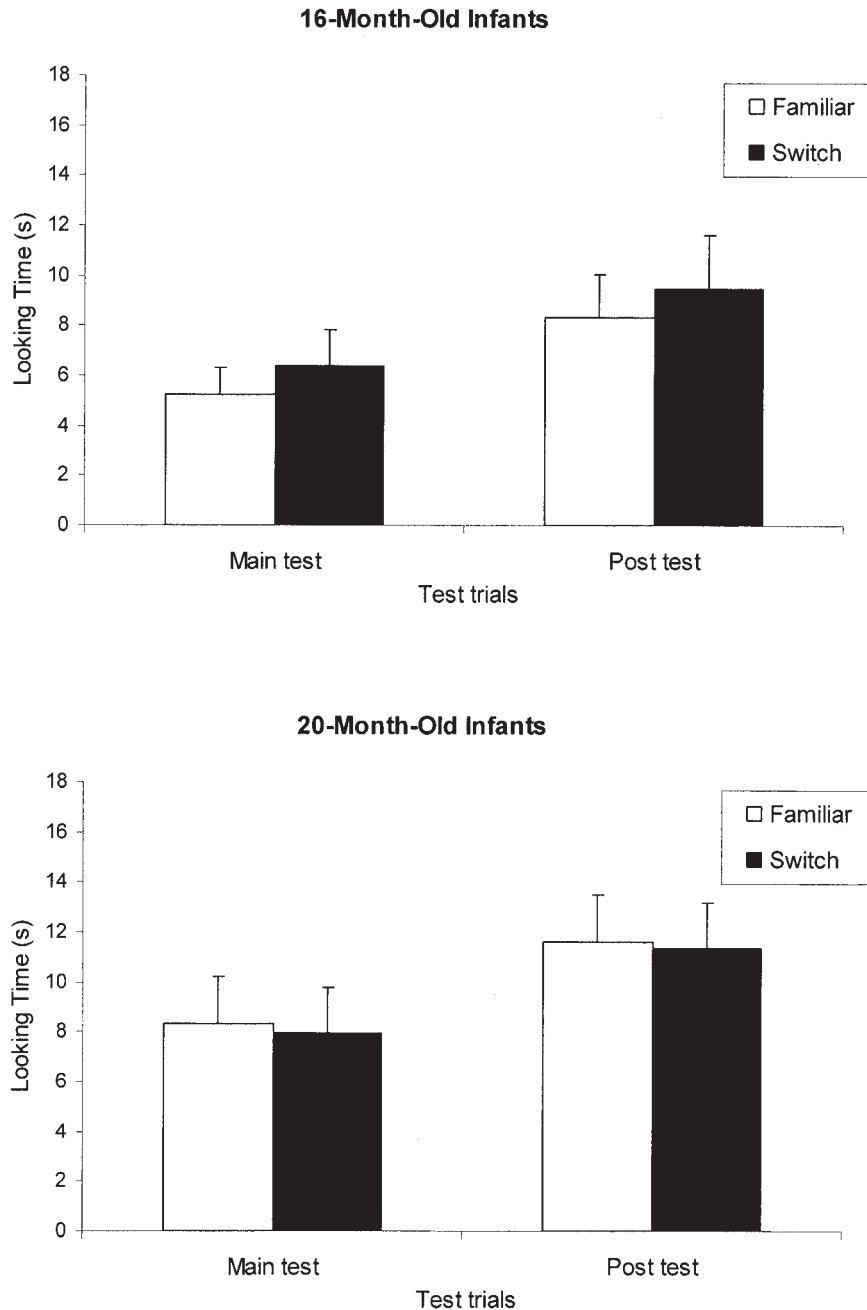 16-Month-Old Infants
18
16
14
12
10
8
6
4
2
0
Looking Time (s)
Familiar
Switch
Main test
Post test
Test trials
20-Month-Old Infants
18
16
14
12
10
8
6
4
2
0
Looking Time (s)
Familiar
Switch
Main test
Post test
Test trials